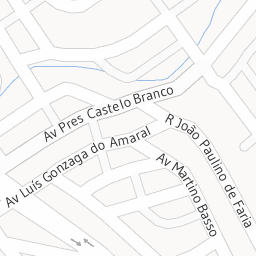 Av Pres Castelo Branco
R João Paulino de Faria
Av Luís Gonzaga do Amaral
Av Martino Basso